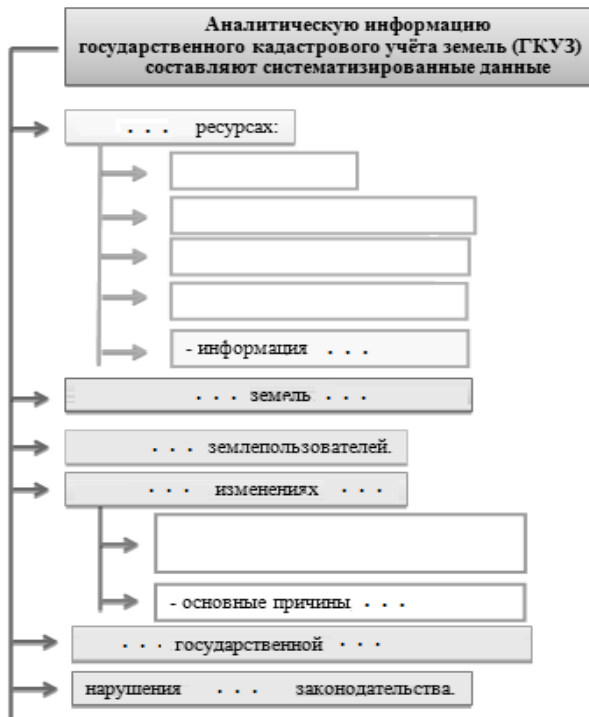 Аналитическую информацию
государственного кадастрового учёта земель (ГКУЗ)
составляют систематизированные данные
. . . ресурсах:
- информация . . .
. . . земель . . .
. . . землепользователей.
. . . изменениях . . .
- основные причины . . .
. . . государственной . . .
нарушения . . . законодательства.